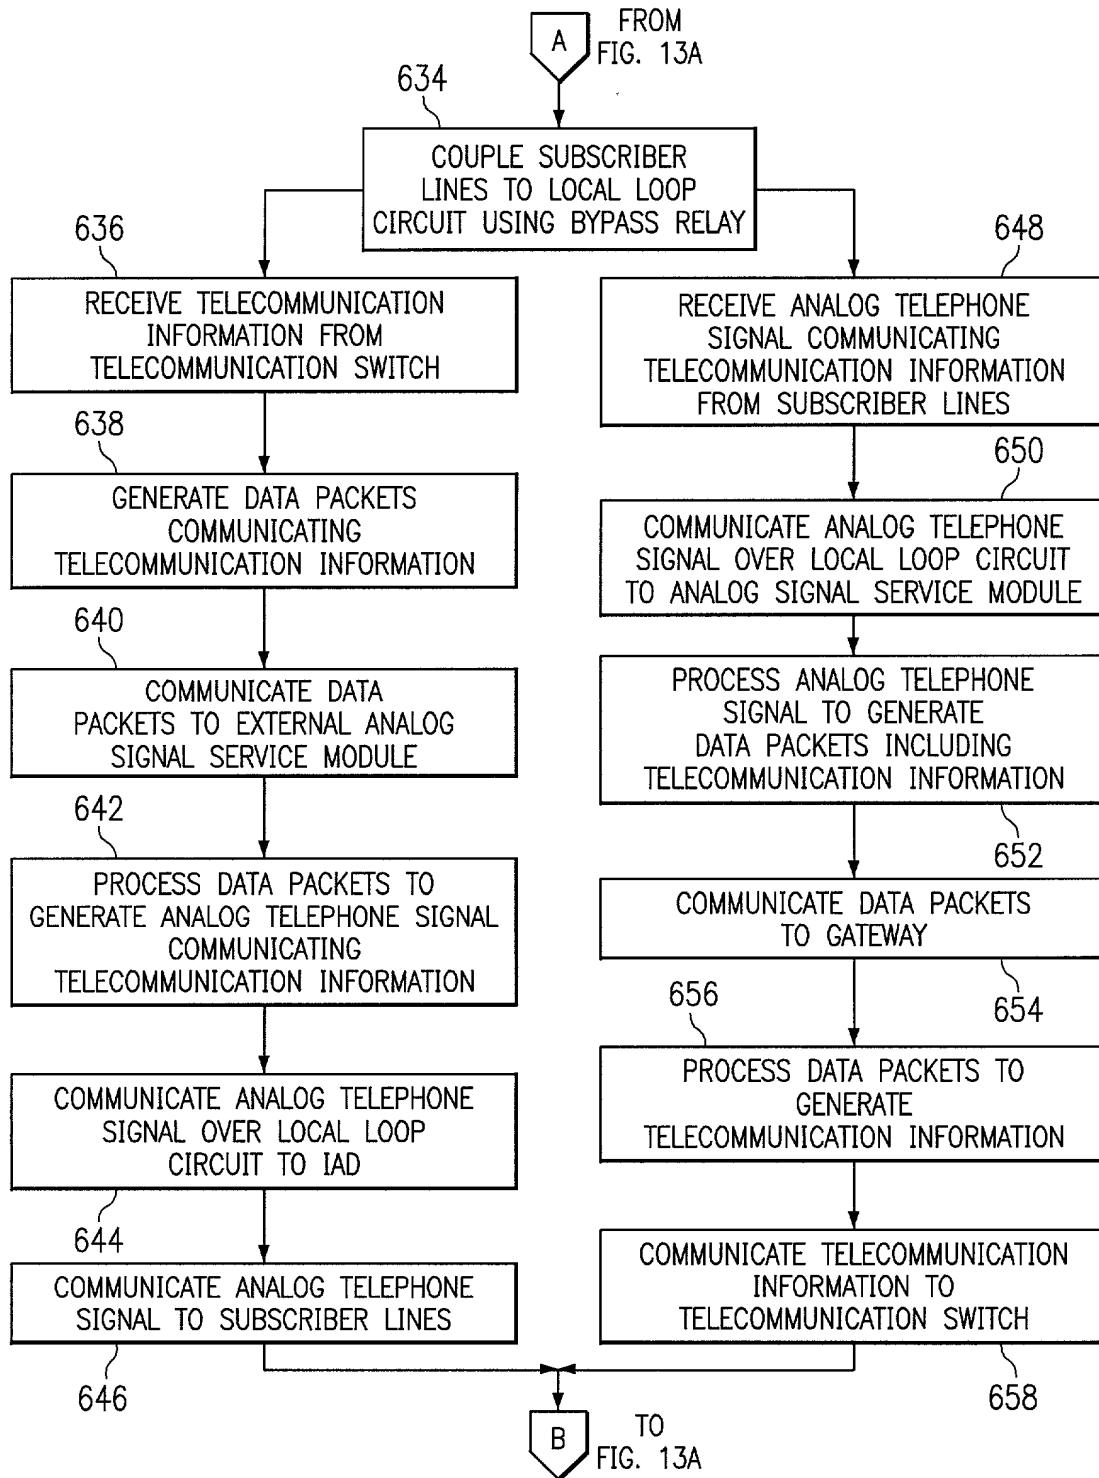 A
FROM
FIG. 13A
634
COUPLE SUBSCRIBER
LINES TO LOCAL LOOP
CIRCUIT USING BYPASS RELAY
636
RECEIVE TELECOMMUNICATION
INFORMATION FROM
TELECOMMUNICATION SWITCH
638
GENERATE DATA PACKETS
COMMUNICATING
TELECOMMUNICATION INFORMATION
640
COMMUNICATE DATA
PACKETS TO EXTERNAL ANALOG
SIGNAL SERVICE MODULE
642
PROCESS DATA PACKETS TO
GENERATE ANALOG TELEPHONE SIGNAL
COMMUNICATING
TELECOMMUNICATION INFORMATION
COMMUNICATE ANALOG TELEPHONE
SIGNAL OVER LOCAL LOOP
CIRCUIT TO IAD
644
COMMUNICATE ANALOG TELEPHONE
SIGNAL TO SUBSCRIBER LINES
646
648
RECEIVE ANALOG TELEPHONE
SIGNAL COMMUNICATING
TELECOMMUNICATION INFORMATION
FROM SUBSCRIBER LINES
650
COMMUNICATE ANALOG TELEPHONE
SIGNAL OVER LOCAL LOOP CIRCUIT
TO ANALOG SIGNAL SERVICE MODULE
PROCESS ANALOG TELEPHONE
SIGNAL TO GENERATE
DATA PACKETS INCLUDING
TELECOMMUNICATION INFORMATION
652
COMMUNICATE DATA PACKETS
TO GATEWAY
654
656
PROCESS DATA PACKETS TO
GENERATE
TELECOMMUNICATION INFORMATION
COMMUNICATE TELECOMMUNICATION
INFORMATION TO
TELECOMMUNICATION SWITCH
658
B
TO
FIG. 13A